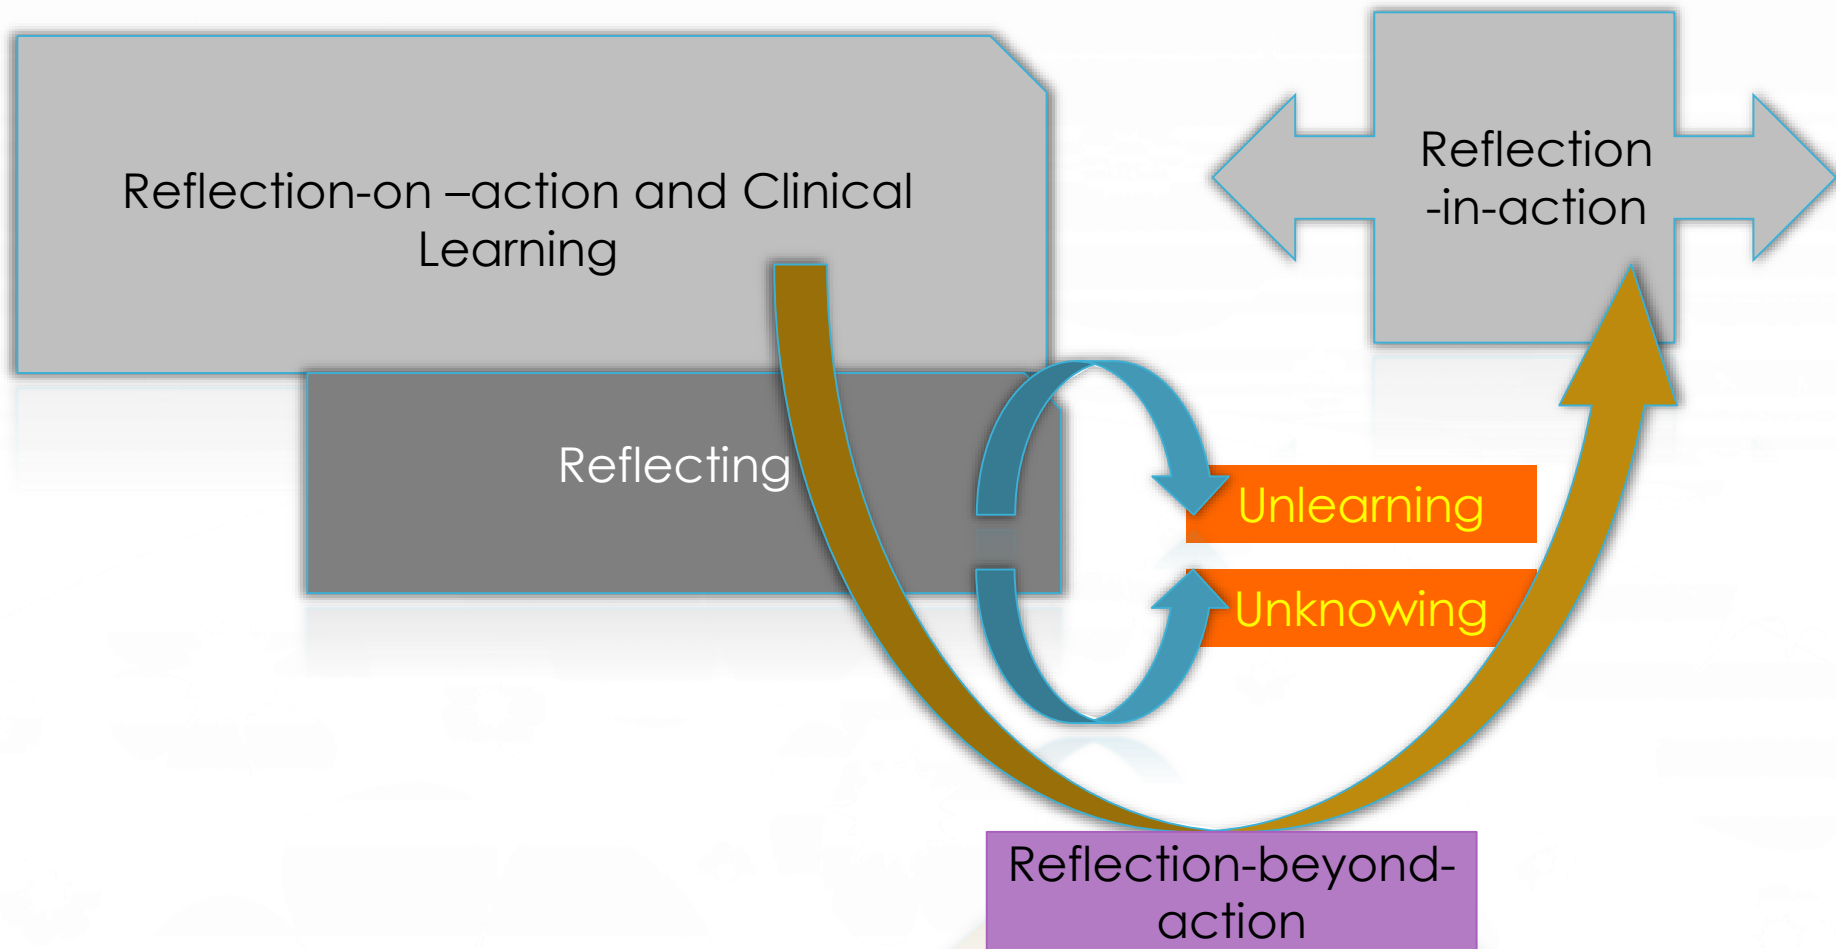 Reflection-on –action and Clinical
Learning
Reflection
-in-action
Reflecting
Unlearning
Unknowing
Reflection-beyond-
action